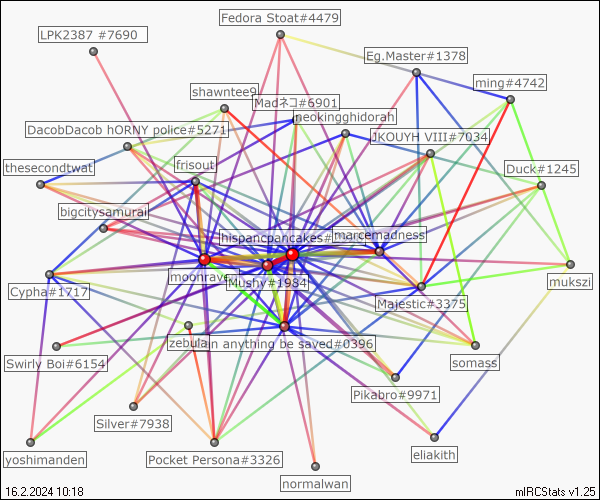 Fedora Stoat#4479
LPK2387 #7690
Eg.Master#1378
ming#4742
shawntee9
Madネコ#6901
neokingghidorah
DacobDacob hORNY police#5271
JKOUYH VIII#7034
thesecondtwat
frisout
Duck#1245
bigcitysamurai
hispancpancakes#
marcemadness
moonrave
Mushy#1984
mukszi
Cypha#1717
Majestic#3375
zebula
n anything be saved#0396
Swirly Boi#6154
somass
Pikabro#9971
Silver#7938
eliakith
yoshimanden
Pocket Persona#3326
normalwan
16.2.2024 10:18
mIRCStats v1.25